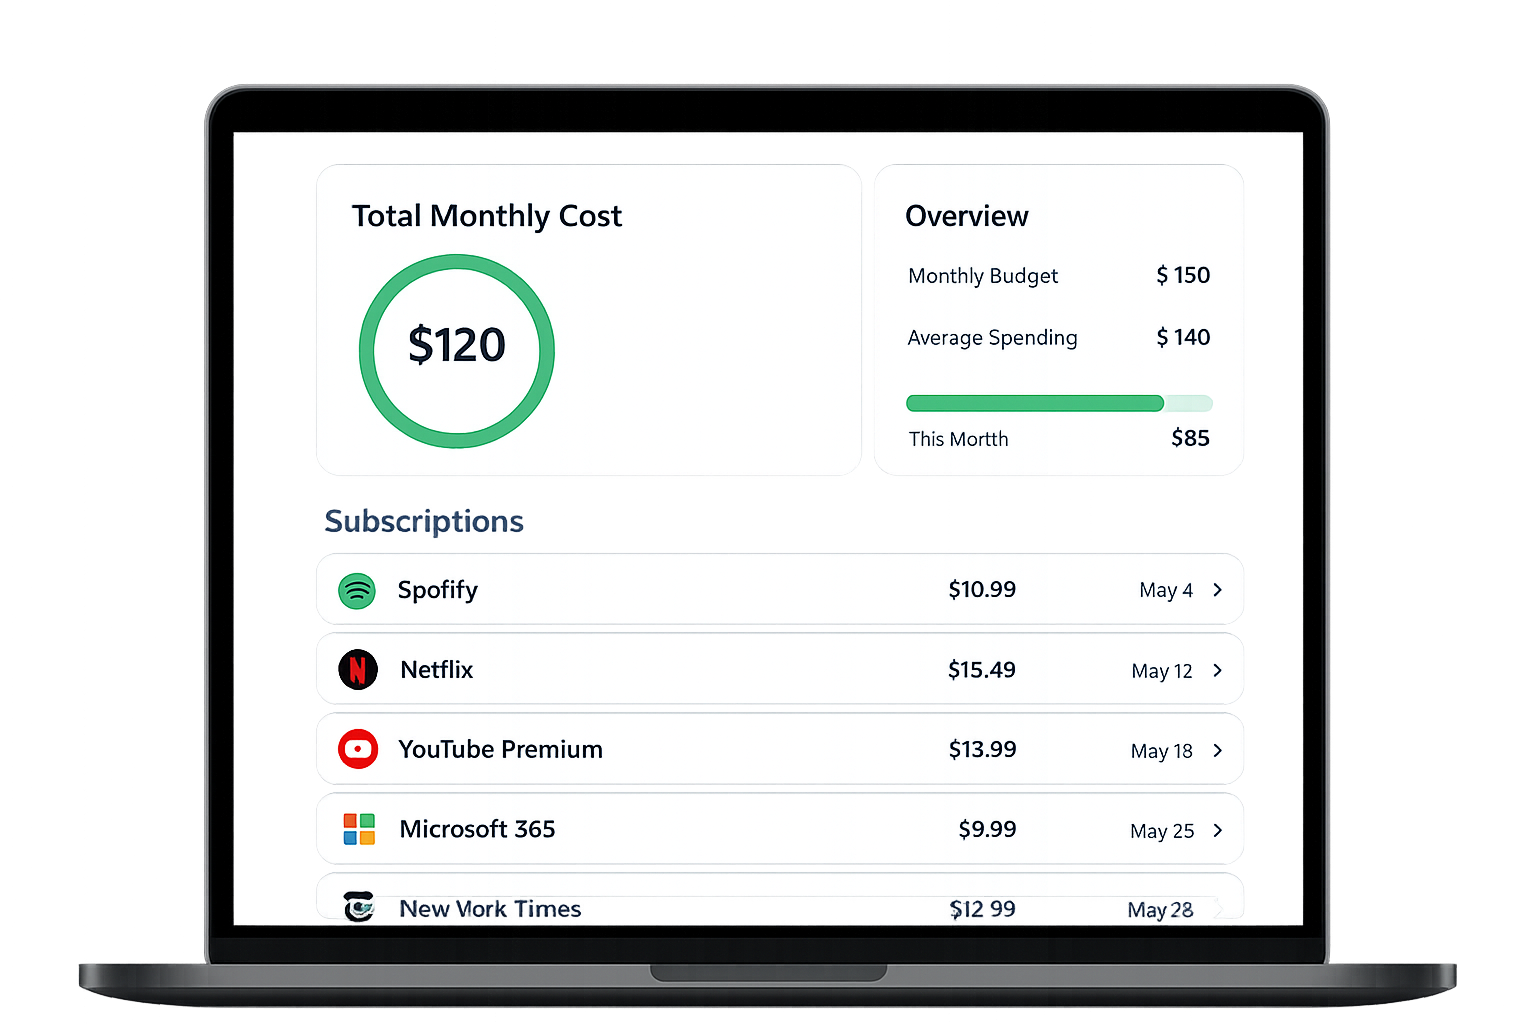 Total Monthly Cost
$120
Overview
Monthly Budget $ 150
Average Spending $ 140
This Mortth $85
Subscriptions
Spofify $10.99 May 4
Netflix $15.49 May 12
YouTube Premium $13.99 May 18
Microsoft 365 $9.99 May 25
New Vork Times $12 99 May 28